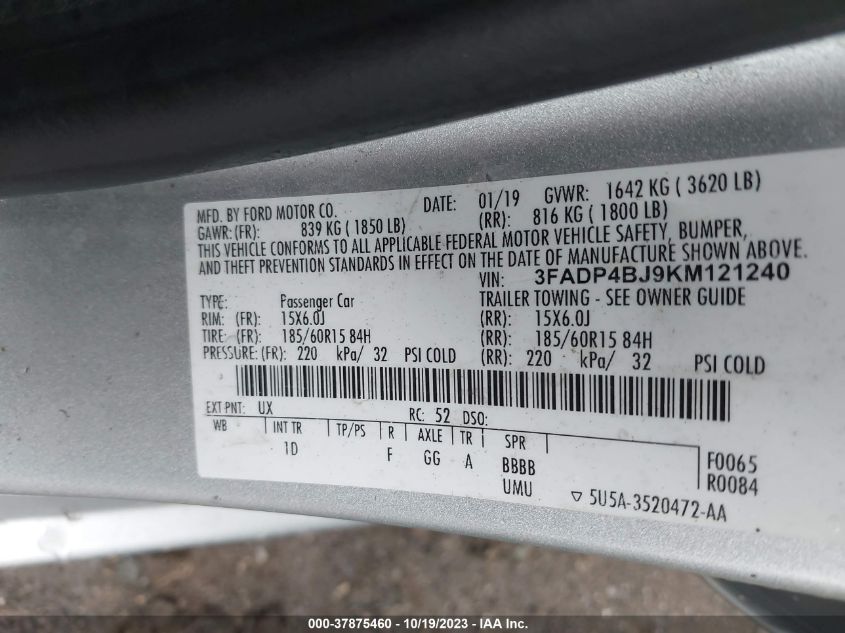 MFD. BY FORD MOTOR CO. DATE: 01/19 GVWR: 1642 KG ( 3620 LB)
GAWR: (FR): 839 KG ( 1850 LB) (RR): 816 KG ( 1800 LB)
THIS VEHICLE CONFORMS TO ALL APPLICABLE FEDERAL MOTOR VEHICLE SAFETY, BUMPER,
AND THEFT PREVENTION STANDARDS IN EFFECT ON THE DATE OF MANUFACTURE SHOWN ABOVE.
VIN: 3FADP4BJ9KM121240
TYPE: Passenger Car TRAILER TOWING - SEE OWNER GUIDE
RIM: (FR): 15X6.0J (RR): 15X6.0J
TIRE: (FR): 185/60R15 84H (RR): 185/60R15 84H
PRESSURE: (FR): 220 kPa/ 32 PSI COLD (RR): 220 kPa/ 32 PSI COLD
EXT PNT: UX RC: 52 DSO:
WB INT TR TP/PS R AXLE TR SPR
1D F GG A BBBB F0065
UMU R0084
▽ 5U5A-3520472-AA
000-37875460 - 10/19/2023 - IAA Inc.